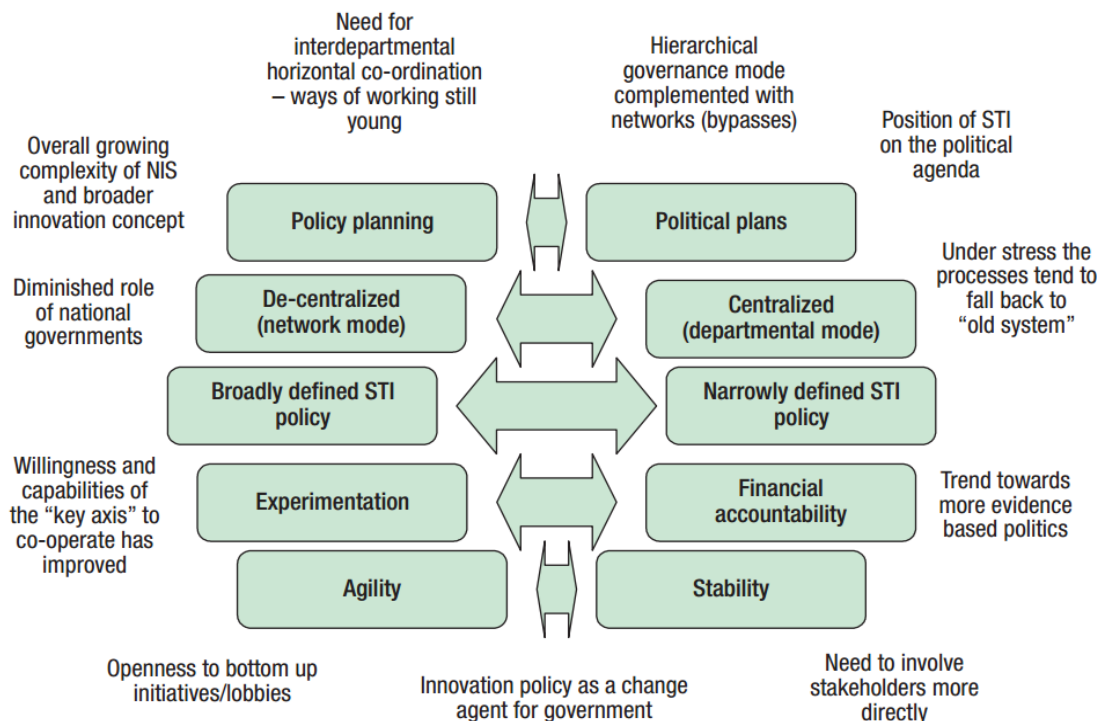 Need for
interdepartmental
horizontal co-ordination
– ways of working still
young
Hierarchical
governance mode
complemented with
networks (bypasses)
Position of STI
on the political
agenda
Overall growing
complexity of NIS
and broader
innovation concept
Policy planning
Political plans
Diminished role
of national
governments
De-centralized
(network mode)
Centralized
(departmental mode)
Under stress the
processes tend to
fall back to
“old system”
Broadly defined STI
policy
Narrowly defined STI
policy
Willingness and
capabilities of
the “key axis” to
co-operate has
improved
Experimentation
Financial
accountability
Trend towards
more evidence
based politics
Agility
Stability
Openness to bottom up
initiatives/lobbies
Innovation policy as a change
agent for government
Need to involve
stakeholders more
directly